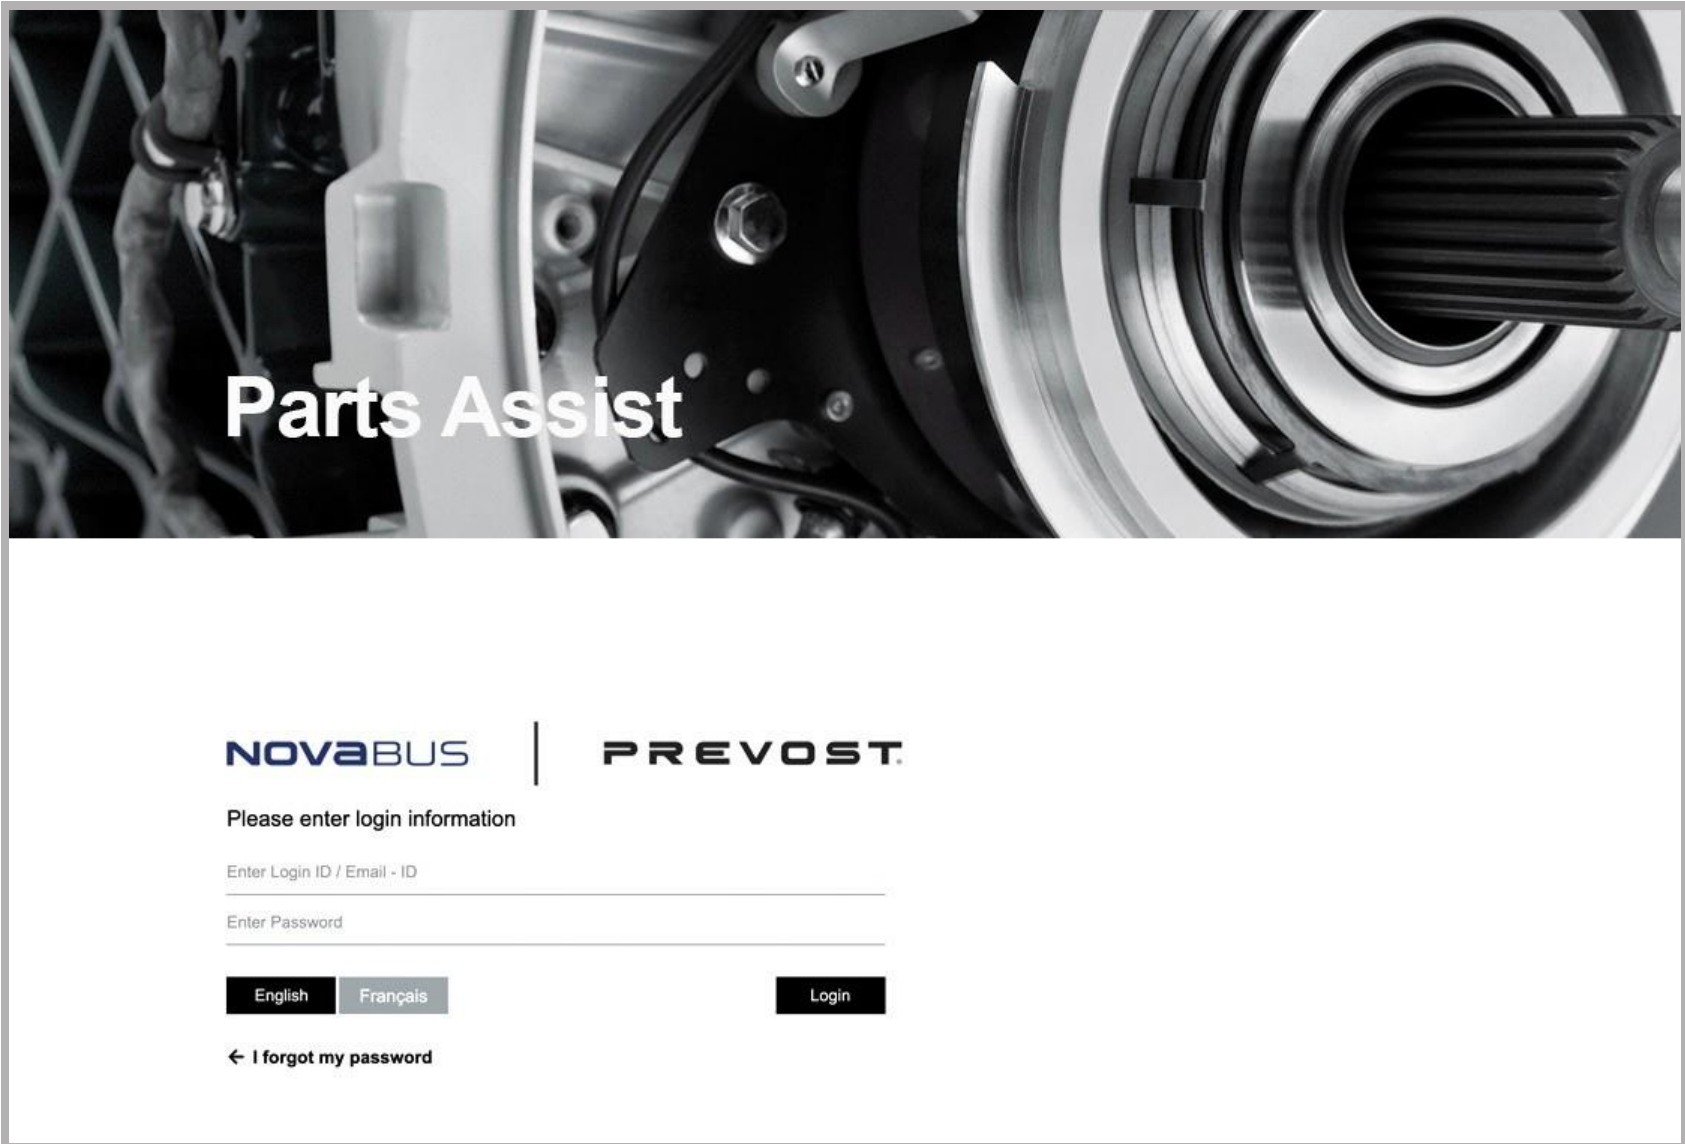 Parts Assist
NOVaBUS | PREVOST.
Please enter login information
Enter Login ID / Email - ID
Enter Password
English Français Login
← I forgot my password